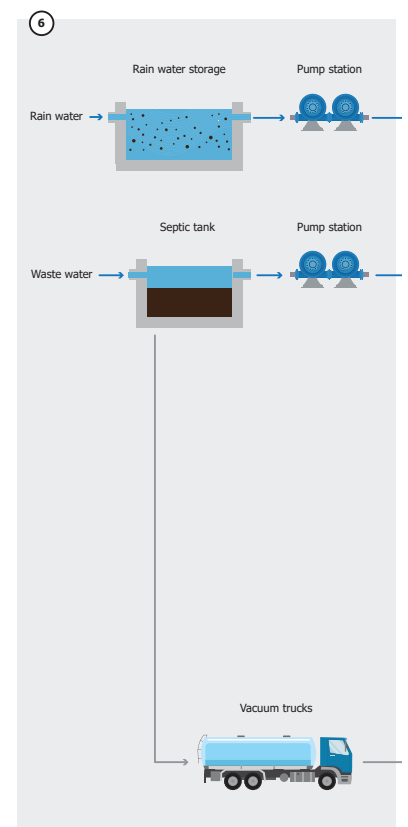 6
Rain water storage
Pump station
Rain water
Septic tank
Pump station
Waste water
Vacuum trucks